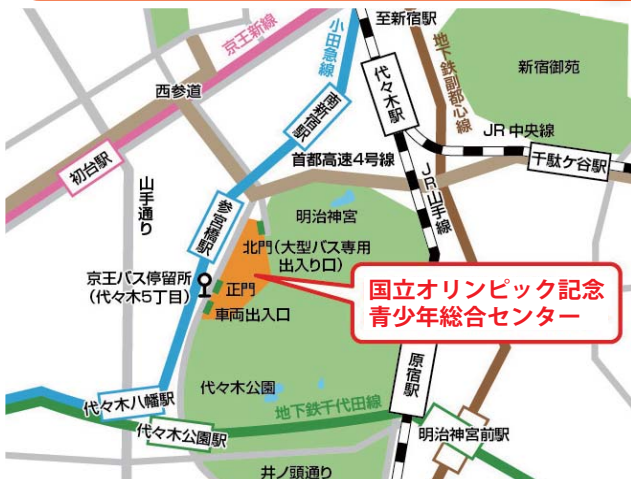 至新宿駅
京王新線
小田急線
地下鉄副都心線
新宿御苑
代々木駅
西参道
南新宿駅
JR中央線
千駄ケ谷駅
首都高速4号線
初台駅
山手通り
JR山手線
参宮橋駅
明治神宮
北門(大型バス専用
出入り口)
京王バス停留所
(代々木5丁目)
正門
車両出入口
国立オリンピック記念
青少年総合センター
原宿駅
代々木公園
代々木八幡駅
地下鉄千代田線
代々木公園駅
明治神宮前駅
井ノ頭通り